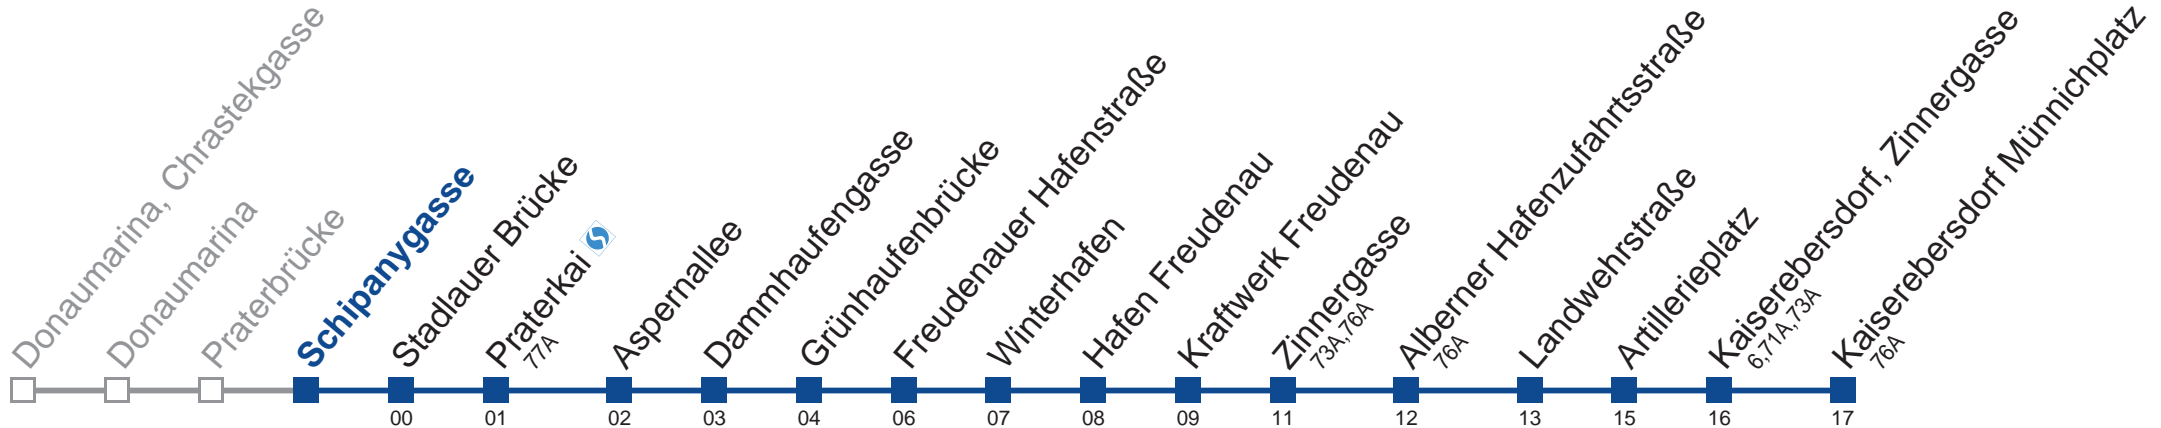 Donaumarina, Chrastekgasse
Donaumarina
Praterbrücke
Schipanygasse
Stadlauer Brücke
00
Praterkai
77A
01
Aspernallee
02
Dammhaufengasse
03
Grünhaufenbrücke
04
Freudenauer Hafenstraße
06
Winterhafen
07
Hafen Freudenau
08
Kraftwerk Freudenau
09
Zinnergasse
73A,76A
11
Alberner Hafenzufahrtsstraße
76A
12
Landwehrstraße
13
Artillerieplatz
15
Kaiserebersdorf, Zinnergasse
6,71A,73A
16
Kaiserebersdorf Münnichplatz
76A
17